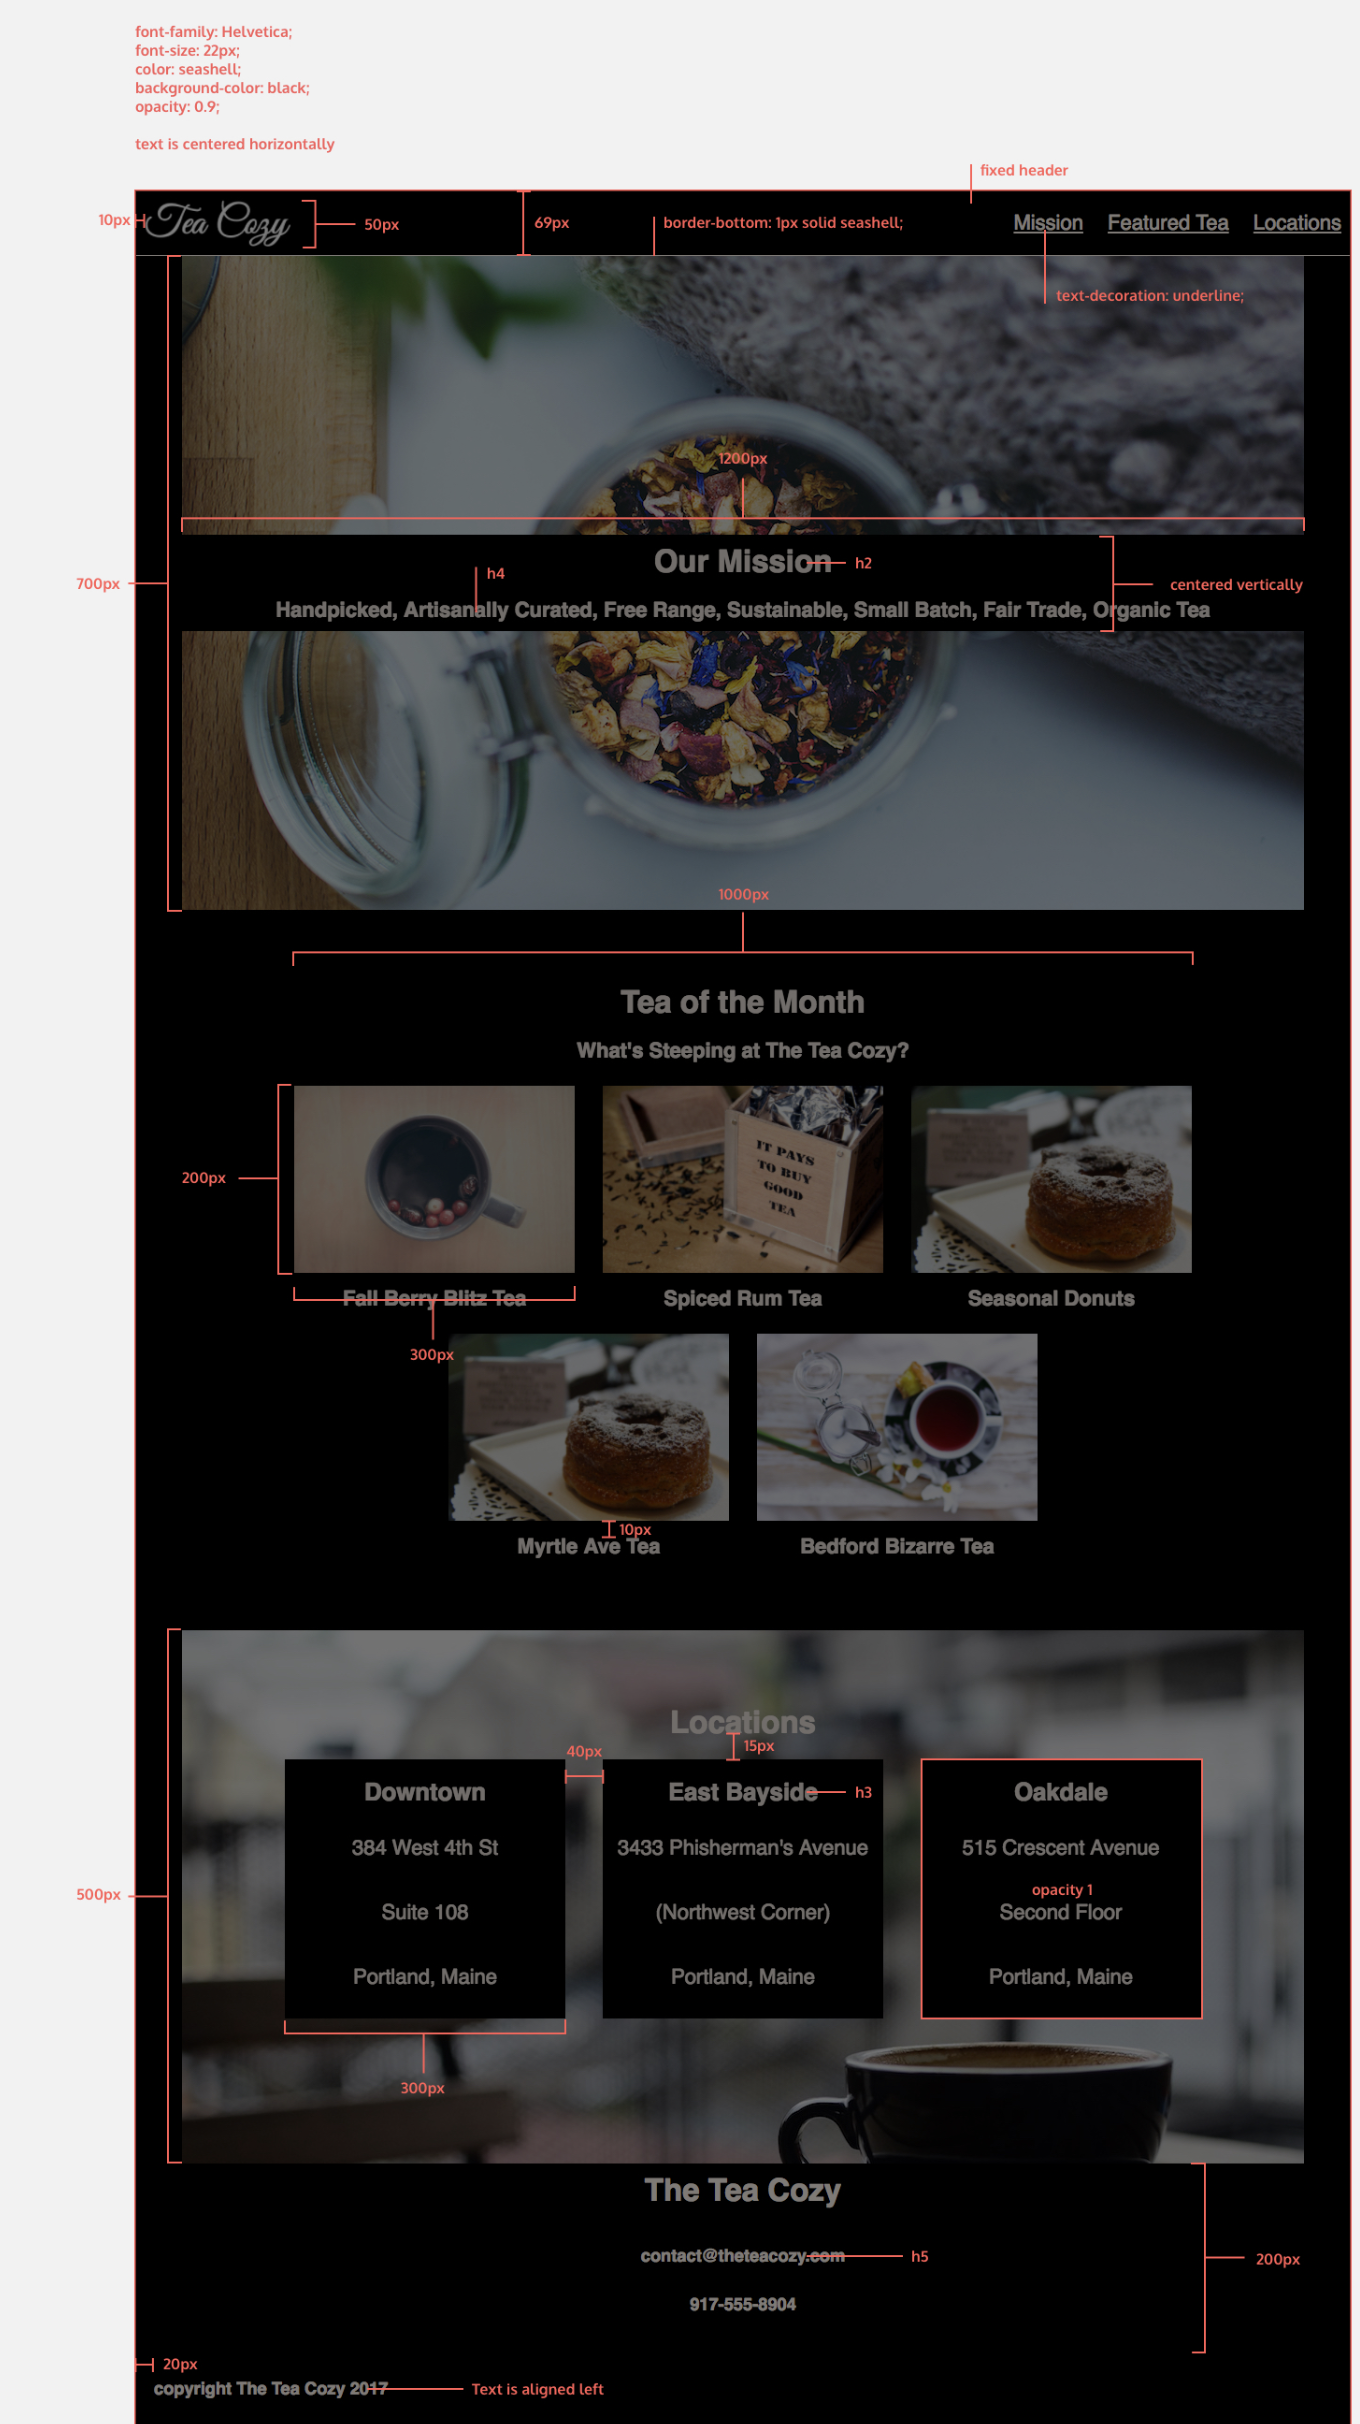 font-family: Helvetica;
font-size: 22px;
color: seashell;
background-color: black;
opacity: 0.9;
text is centered horizontally
fixed header
10px
Tea Cozy
50px
69px
border-bottom: 1px solid seashell;
Mission
Featured Tea
Locations
text-decoration: underline;
1200px
Our Mission
h2
h4
700px
centered vertically
Handpicked, Artisanally Curated, Free Range, Sustainable, Small Batch, Fair Trade, Organic Tea
1000px
Tea of the Month
What's Steeping at The Tea Cozy?
IT PAYS
TO BUY
GOOD
TEA
200px
Fall Berry Blitz Tea
Spiced Rum Tea
Seasonal Donuts
300px
10px
Myrtle Ave Tea
Bedford Bizarre Tea
Locations
40px
15px
Downtown
East Bayside
h3
Oakdale
384 West 4th St
3433 Phisherman's Avenue
515 Crescent Avenue
500px
opacity 1
Suite 108
(Northwest Corner)
Second Floor
Portland, Maine
Portland, Maine
Portland, Maine
300px
The Tea Cozy
contact@theteacozy.com
h5
200px
917-555-8904
20px
copyright The Tea Cozy 2017
Text is aligned left